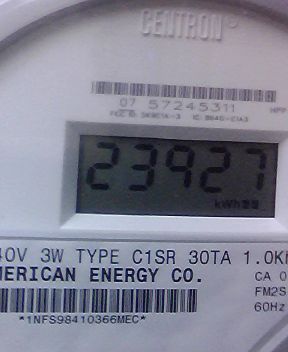 CENTRON
07 57245311
23927
kWh
40V 3W TYPE C1SR 30TA 1.0K
MERICAN ENERGY CO.
CA 0
FM2S
60Hz
*1NFS98410366MEC*